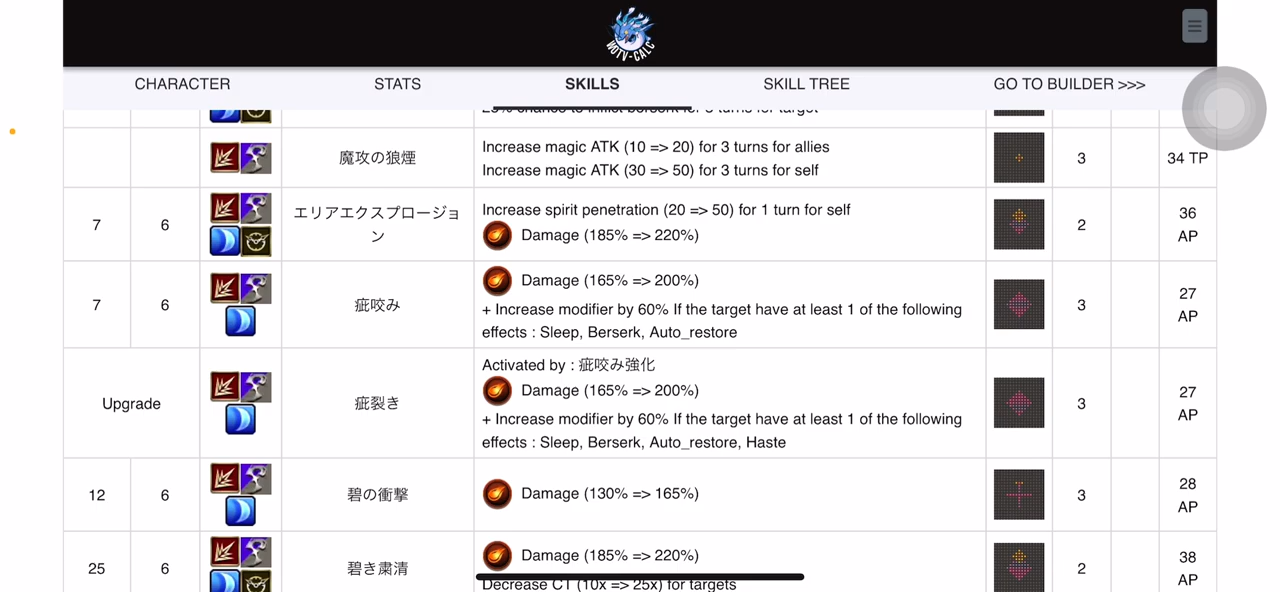 WOTV-CALC
CHARACTER STATS SKILLS SKILL TREE GO TO BUILDER >>>
魔攻の狼煙
Increase magic ATK (10 => 20) for 3 turns for allies
Increase magic ATK (30 => 50) for 3 turns for self
3
34 TP
7 6
エリアエクスプロージョ
ン
Increase spirit penetration (20 => 50) for 1 turn for self
Damage (185% => 220%)
2
36
AP
7 6
疵咬み
Damage (165% => 200%)
+ Increase modifier by 60% If the target have at least 1 of the following
effects : Sleep, Berserk, Auto_restore
3
27
AP
Upgrade
疵裂き
Activated by : 疵咬み強化
Damage (165% => 200%)
+ Increase modifier by 60% If the target have at least 1 of the following
effects : Sleep, Berserk, Auto_restore, Haste
3
27
AP
12 6
碧の衝撃
Damage (130% => 165%)
3
28
AP
25 6
碧き粛清
Damage (185% => 220%)
Decrease CT (10x => 25x) for targets
2
38
AP